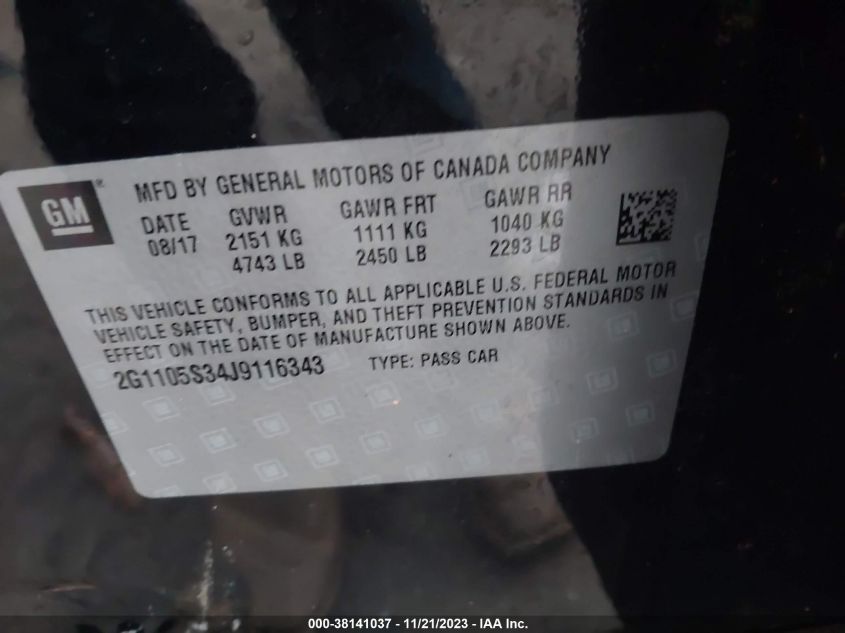 GM ®
MFD BY GENERAL MOTORS OF CANADA COMPANY
DATE GVWR GAWR FRT GAWR RR
08/17 2151 KG 1111 KG 1040 KG
4743 LB 2450 LB 2293 LB
THIS VEHICLE CONFORMS TO ALL APPLICABLE U.S. FEDERAL MOTOR
VEHICLE SAFETY, BUMPER, AND THEFT PREVENTION STANDARDS IN
EFFECT ON THE DATE OF MANUFACTURE SHOWN ABOVE.
2G1105S34J9116343 TYPE: PASS CAR
000-38141037 - 11/21/2023 - IAA Inc.